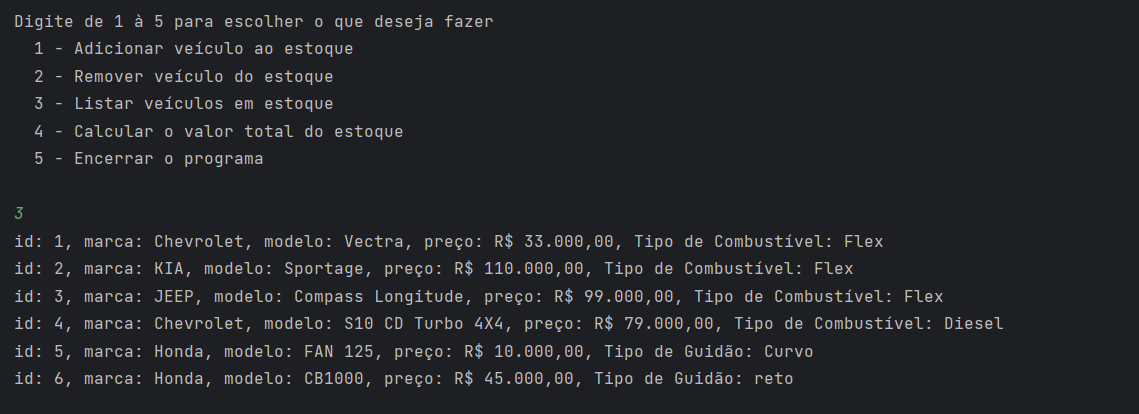 Digite de 1 à 5 para escolher o que deseja fazer
1 - Adicionar veículo ao estoque
2 - Remover veículo do estoque
3 - Listar veículos em estoque
4 - Calcular o valor total do estoque
5 - Encerrar o programa
3
id: 1, marca: Chevrolet, modelo: Vectra, preço: R$ 33.000,00, Tipo de Combustível: Flex
id: 2, marca: KIA, modelo: Sportage, preço: R$ 110.000,00, Tipo de Combustível: Flex
id: 3, marca: JEEP, modelo: Compass Longitude, preço: R$ 99.000,00, Tipo de Combustível: Flex
id: 4, marca: Chevrolet, modelo: S10 CD Turbo 4X4, preço: R$ 79.000,00, Tipo de Combustível: Diesel
id: 5, marca: Honda, modelo: FAN 125, preço: R$ 10.000,00, Tipo de Guidão: Curvo
id: 6, marca: Honda, modelo: CB1000, preço: R$ 45.000,00, Tipo de Guidão: reto